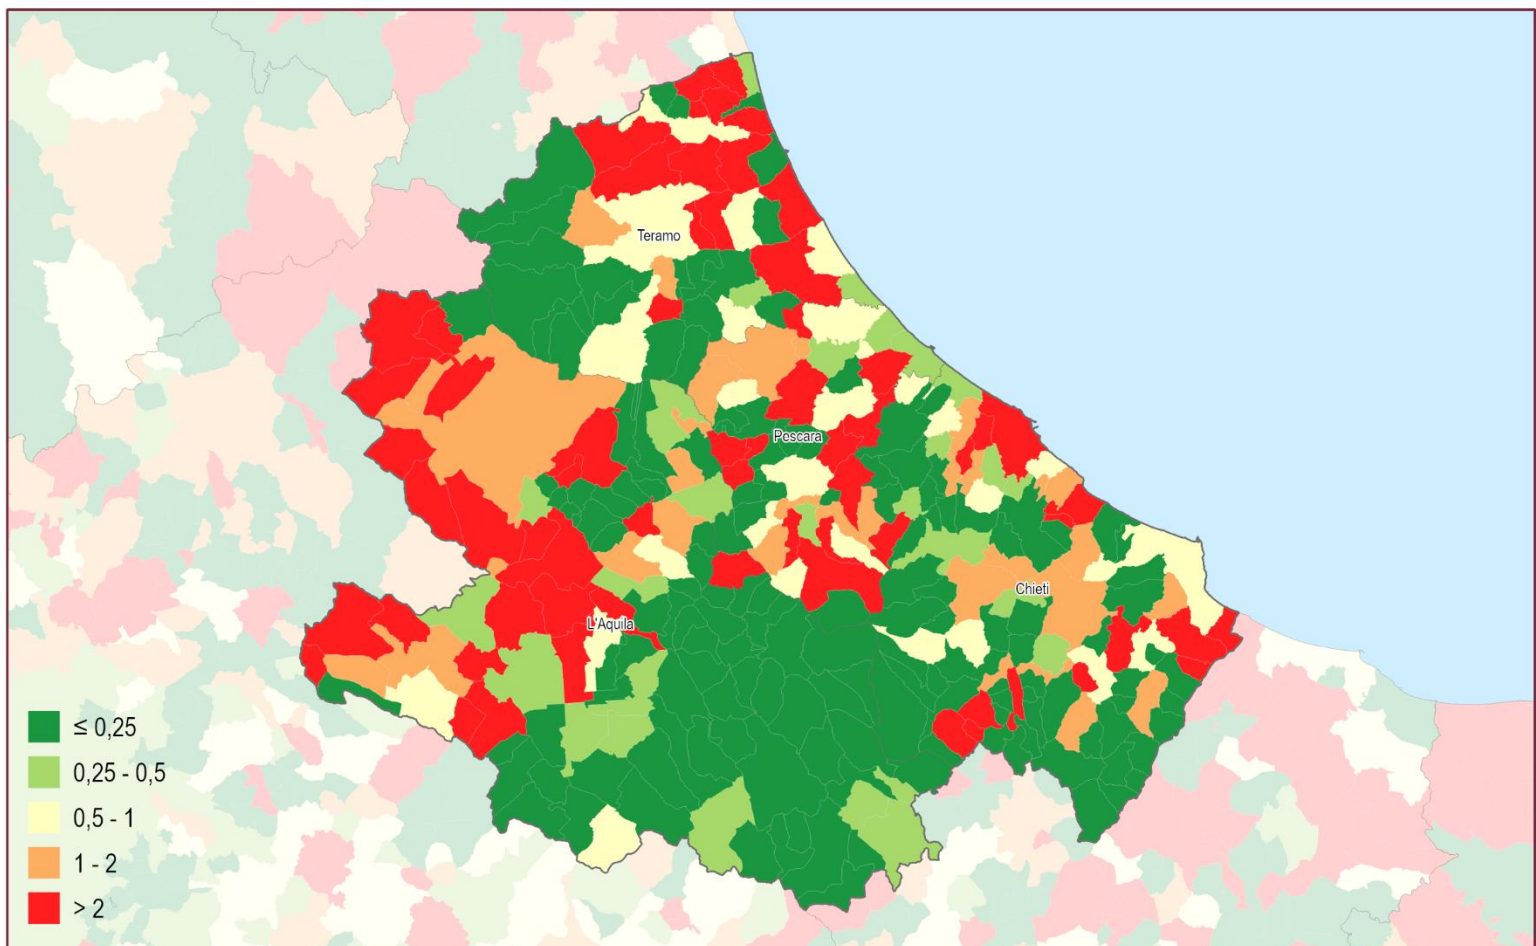 Teramo
Pescara
Chieti
L'Aquila
≤ 0,25
0,25 - 0,5
0,5 - 1
1 - 2
> 2